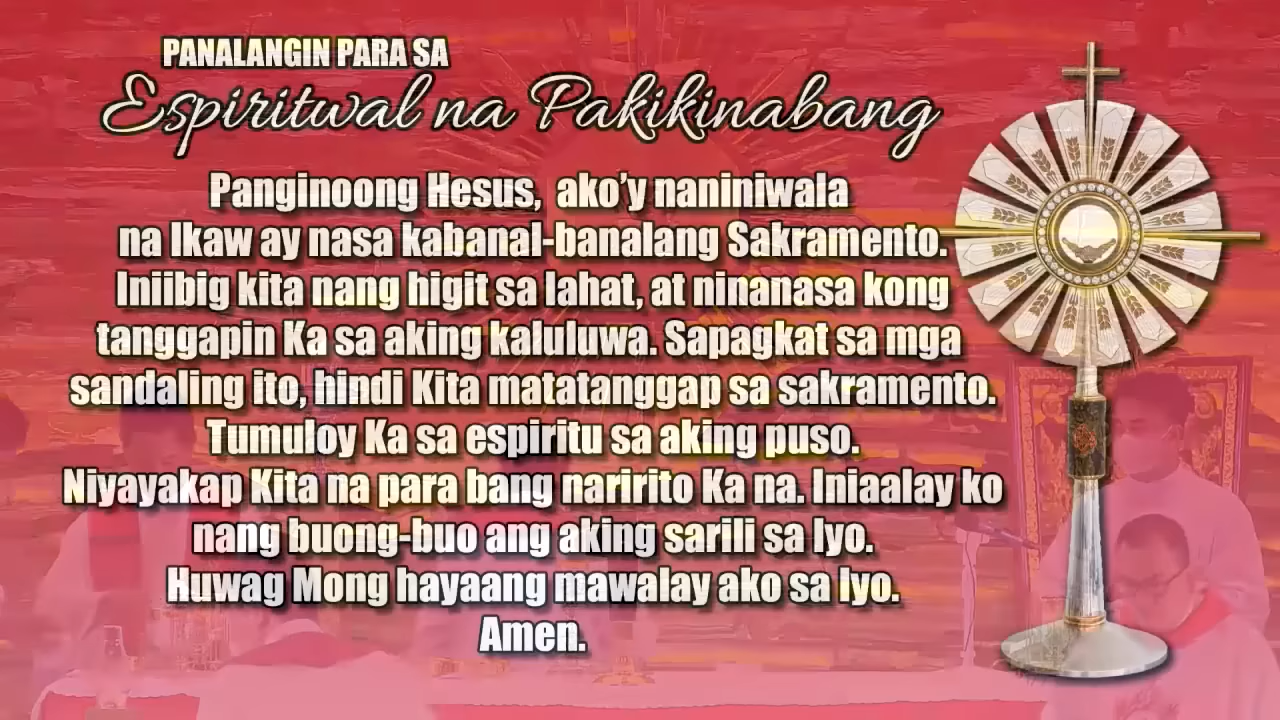 PANALANGIN PARA SA
Espiritwal na Pakikinabang
Panginoong Hesus, ako’y naniniwala
na Ikaw ay nasa kabanal-banalang Sakramento.
Iniibig kita nang higit sa lahat, at ninanasa kong
tanggapin Ka sa aking kaluluwa. Sapagkat sa mga
sandaling ito, hindi Kita matatanggap sa sakramento.
Tumuloy Ka sa espiritu sa aking puso.
Niyayakap Kita na para bang naririto Ka na. Iniaalay ko
nang buong-buo ang aking sarili sa Iyo.
Huwag Mong hayaang mawalay ako sa Iyo.
Amen.